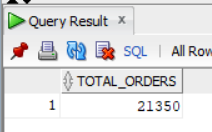 Query Result x
SQL | All Row
TOTAL_ORDERS
1 21350